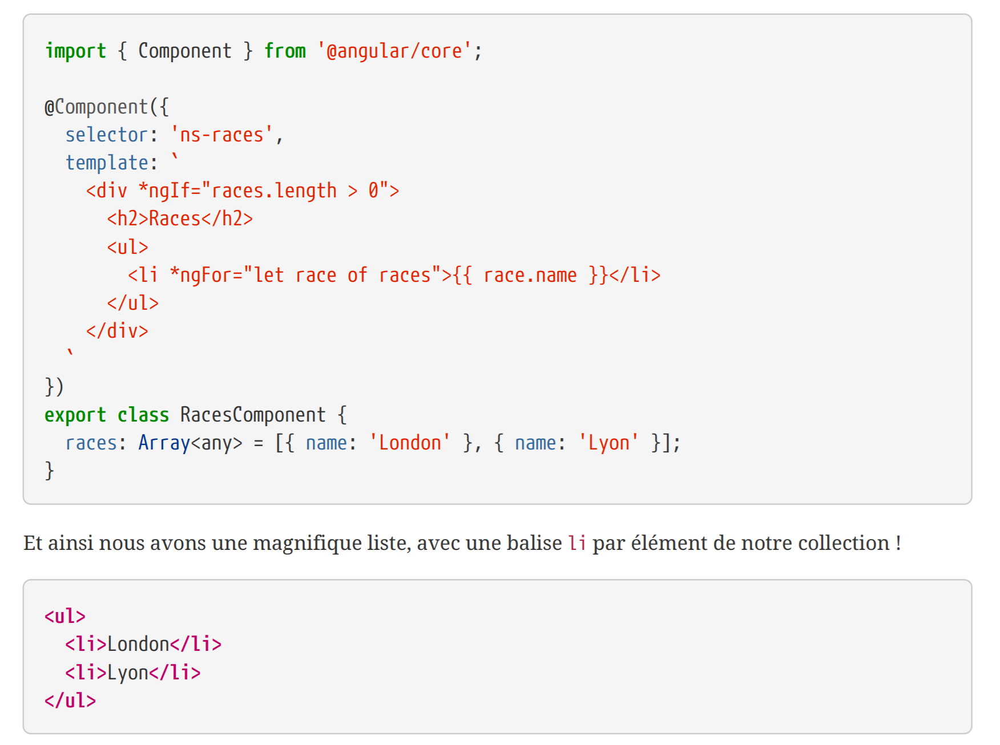 import { Component } from '@angular/core';
@Component({
  selector: 'ns-races',
  template: `
    <div *ngIf="races.length > 0">
      <h2>Races</h2>
      <ul>
        <li *ngFor="let race of races">{{ race.name }}</li>
      </ul>
    </div>
  `
})
export class RacesComponent {
  races: Array<any> = [{ name: 'London' }, { name: 'Lyon' }];
}
Et ainsi nous avons une magnifique liste, avec une balise li par élément de notre collection !
<ul>
  <li>London</li>
  <li>Lyon</li>
</ul>